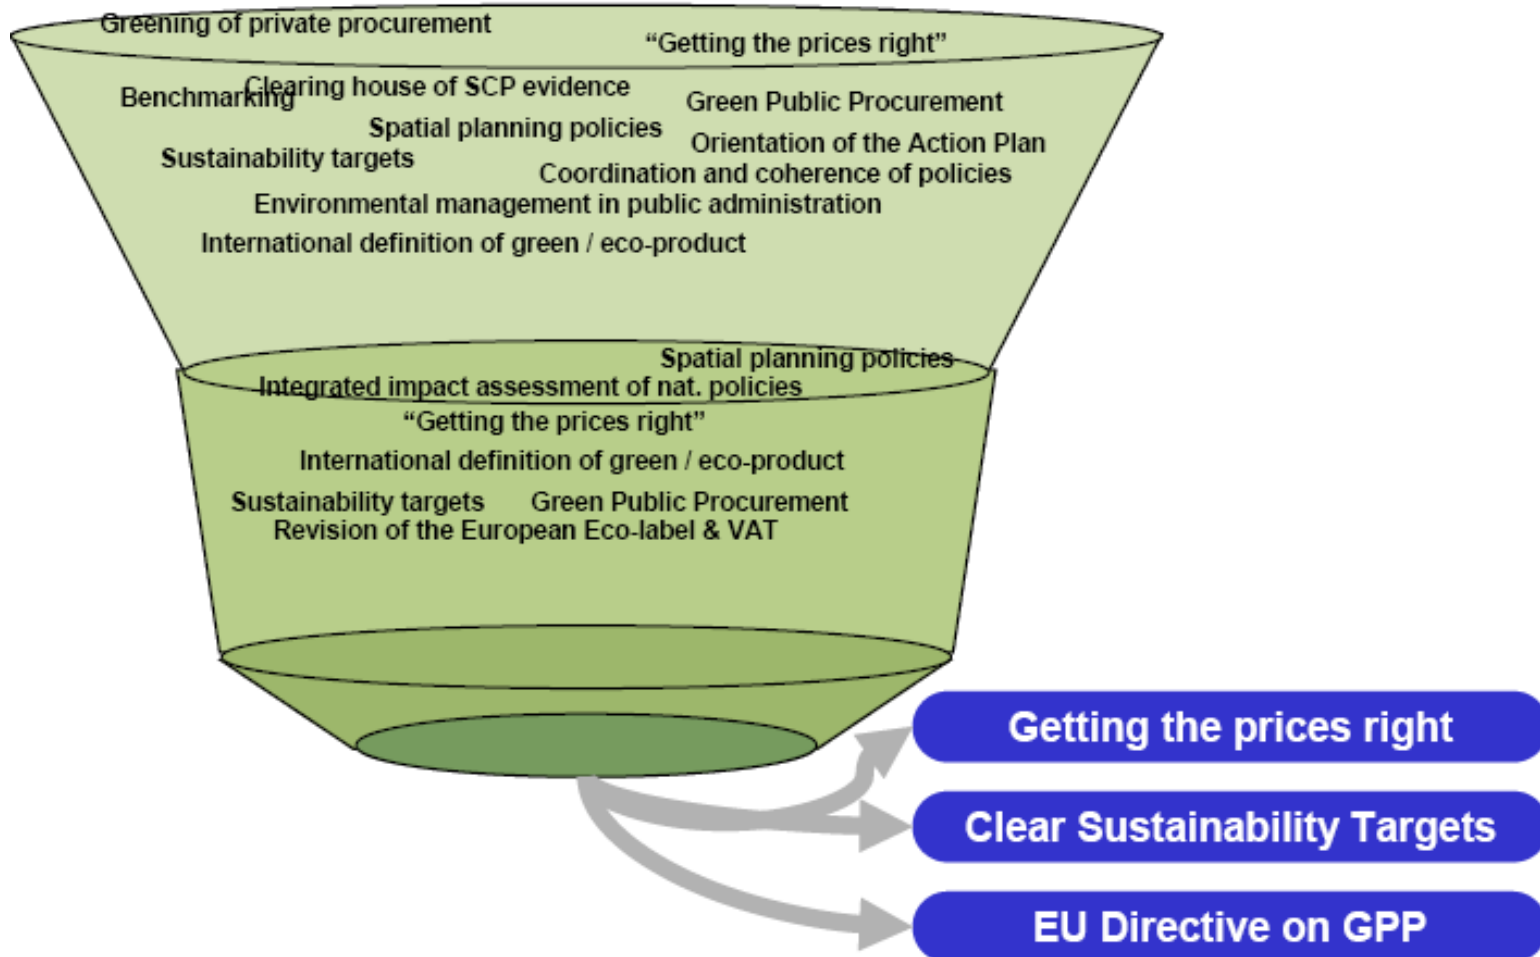 Greening of private procurement
“Getting the prices right”
Clearing house of SCP evidence
Benchmarking
Green Public Procurement
Spatial planning policies
Orientation of the Action Plan
Sustainability targets
Coordination and coherence of policies
Environmental management in public administration
International definition of green / eco-product
Spatial planning policies
Integrated impact assessment of nat. policies
“Getting the prices right”
International definition of green / eco-product
Sustainability targets Green Public Procurement
Revision of the European Eco-label & VAT
Getting the prices right
Clear Sustainability Targets
EU Directive on GPP